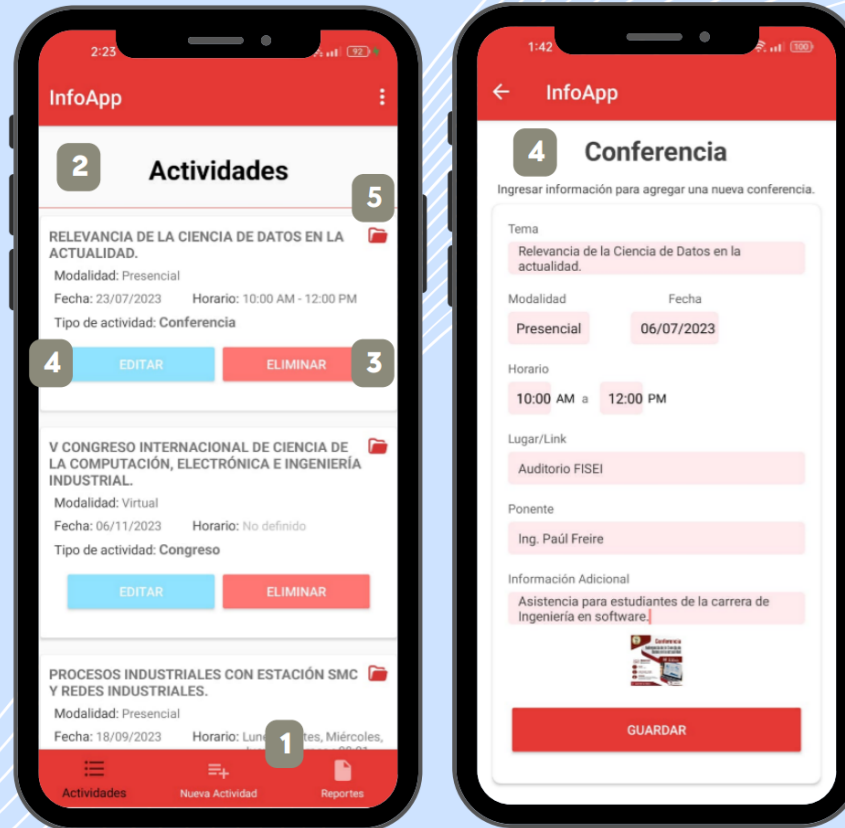 2:23
92
InfoApp
2
Actividades
5
RELEVANCIA DE LA CIENCIA DE DATOS EN LA
ACTUALIDAD.
Modalidad: Presencial
Fecha: 23/07/2023 Horario: 10:00 AM - 12:00 PM
Tipo de actividad: Conferencia
4
EDITAR
ELIMINAR
3
V CONGRESO INTERNACIONAL DE CIENCIA DE
LA COMPUTACIÓN, ELECTRÓNICA E INGENIERÍA
INDUSTRIAL.
Modalidad: Virtual
Fecha: 06/11/2023 Horario: No definido
Tipo de actividad: Congreso
EDITAR
ELIMINAR
PROCESOS INDUSTRIALES CON ESTACIÓN SMC
Y REDES INDUSTRIALES.
Modalidad: Presencial
Fecha: 18/09/2023 Horario: Miércoles,
1
Actividades
Nueva Actividad
Reportes
1:42
100
InfoApp
4
Conferencia
Ingresar información para agregar una nueva conferencia.
Tema
Relevancia de la Ciencia de Datos en la
actualidad.
Modalidad Fecha
Presencial 06/07/2023
Horario
10:00 AM a 12:00 PM
Lugar/Link
Auditorio FISEI
Ponente
Ing. Paúl Freire
Información Adicional
Asistencia para estudiantes de la carrera de
Ingeniería en software.
Conferencia
GUARDAR